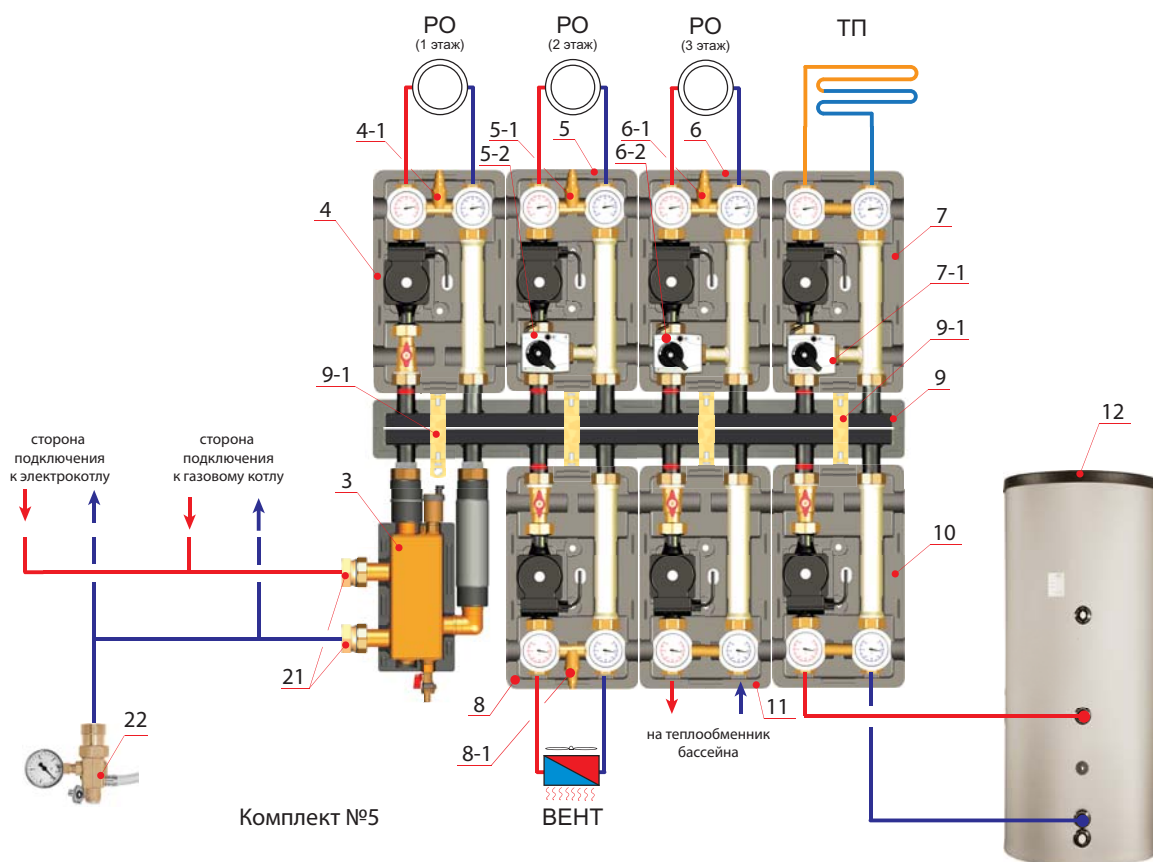 РО
(1 этаж)
РО
(2 этаж)
РО
(3 этаж)
ТП
4-1
5-1
5
5-2
6-1
6
6-2
4
7
7-1
9-1
9-1
9
12
сторона
подключения
к электрокотлу
сторона
подключения
к газовому котлу
3
10
21
8
11
22
8-1
на теплообменник
бассейна
Комплект №5
ВЕНТ